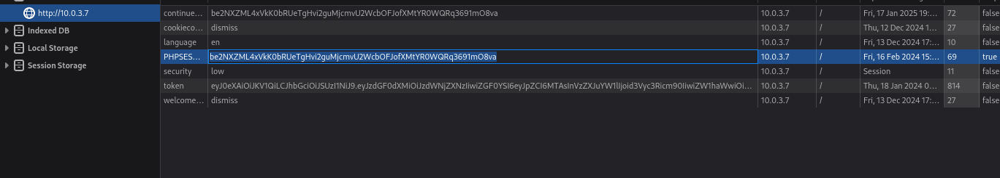 http://10.0.3.7
Indexed DB
Local Storage
Session Storage
continue... be2NXZML4xVkK0bRUeTgHvi2guMjcmvU2WcbOFJofXMtYR0WQRq3691mO8va 10.0.3.7 / Fri, 17 Jan 2025 19:... 72 false
cookieco... dismiss 10.0.3.7 / Thu, 12 Dec 2024 1... 27 false
language en 10.0.3.7 / Fri, 13 Dec 2024 17:... 10 false
PHPSES... be2NXZML4xVkK0bRUeTgHvi2guMjcmvU2WcbOFJofXMtYR0WQRq3691mO8va 10.0.3.7 / Fri, 16 Feb 2024 15:... 69 true
security low 10.0.3.7 / Session 11 false
token eyJ0eXAiOiJKV1QiLCJhbGciOiJSUzI1NiJ9.eyJzdGF0dXMiOiJzdWNjZXNzIiwiZGF0YSI6eyJpZCI6MTAsInVzZXJuYW1lIjoid3Vyc3Ricm90IiwiZW1haWwiOi... 10.0.3.7 / Thu, 18 Jan 2024 0... 814 false
welcome... dismiss 10.0.3.7 / Fri, 13 Dec 2024 17:... 27 false